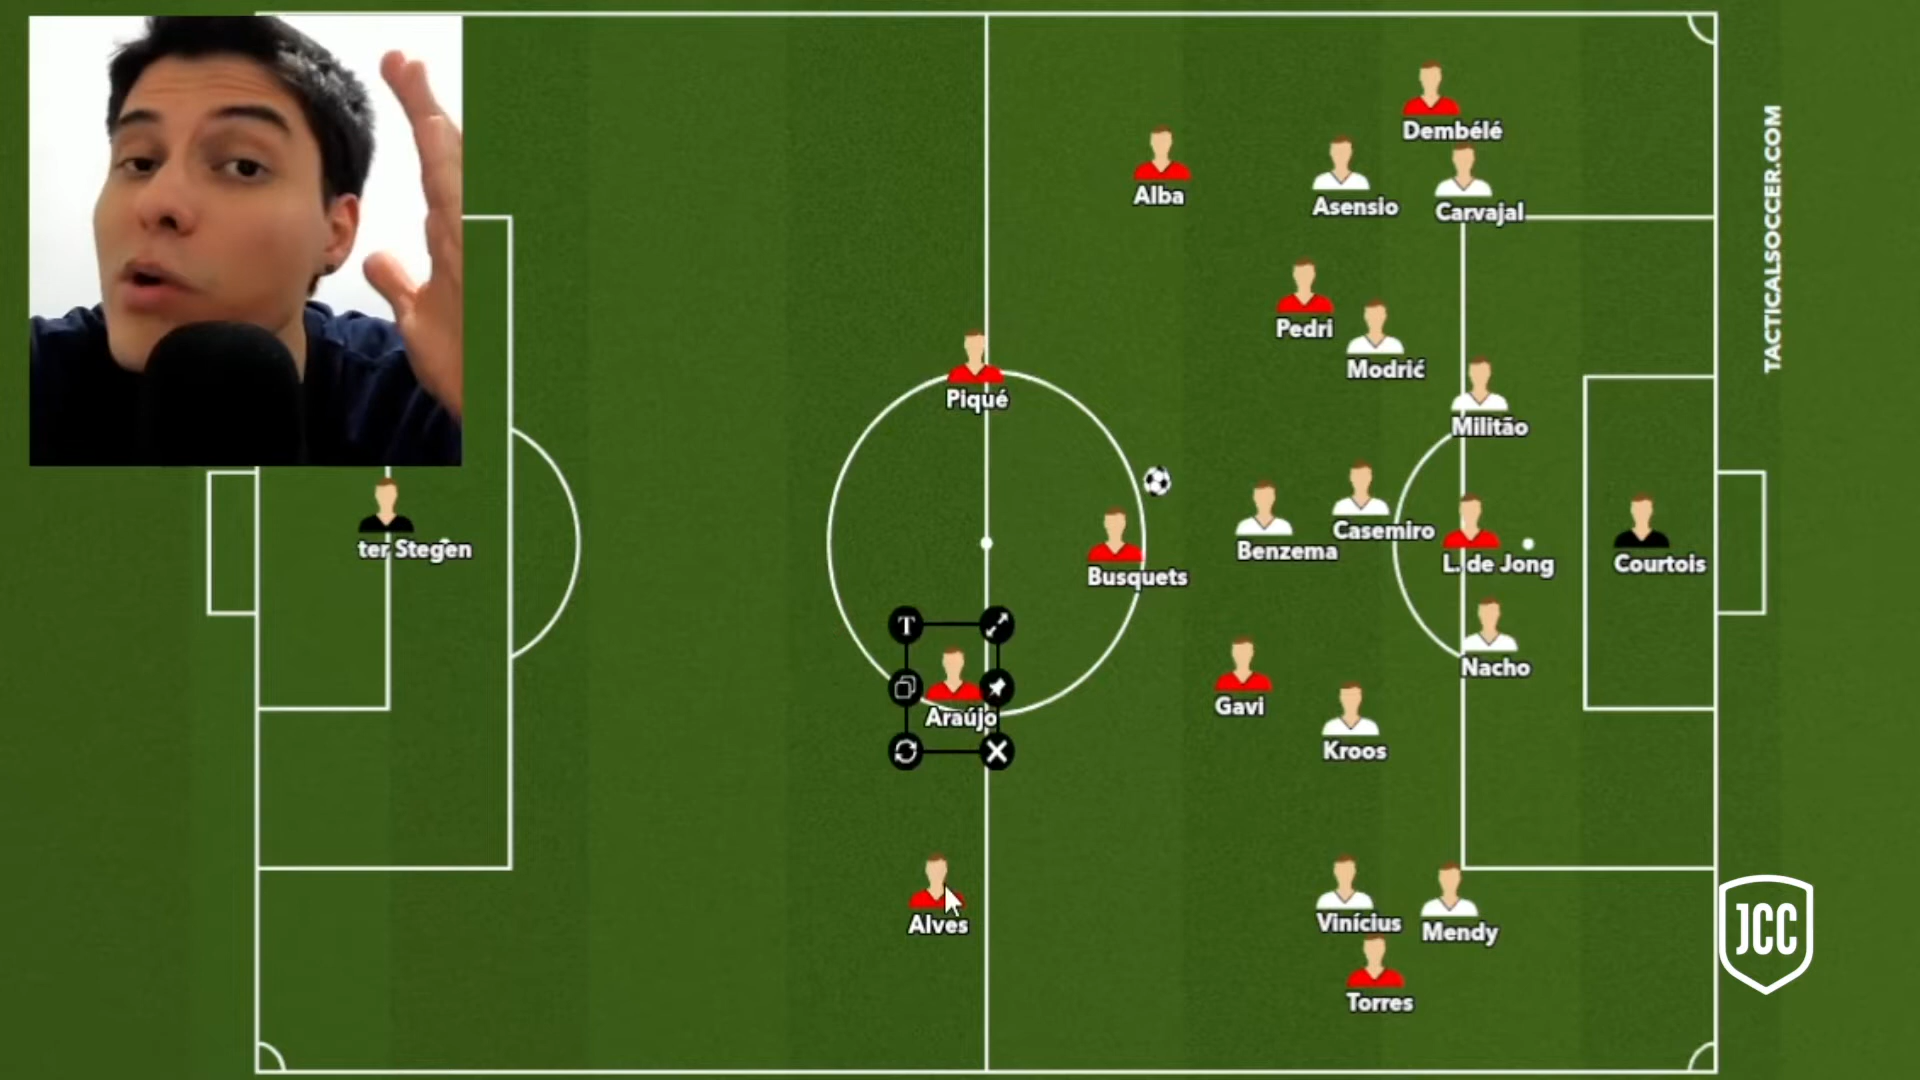 Dembélé
Alba
Asensio
Carvajal
TACTICALSOCCER.COM
Pedri
Modrić
Piqué
Militão
ter Stegen
Busquets
Benzema
Casemiro
L. de Jong
Courtois
Nacho
Gavi
Araújo
Kroos
Alves
Vinícius
Mendy
Torres
JCC
T